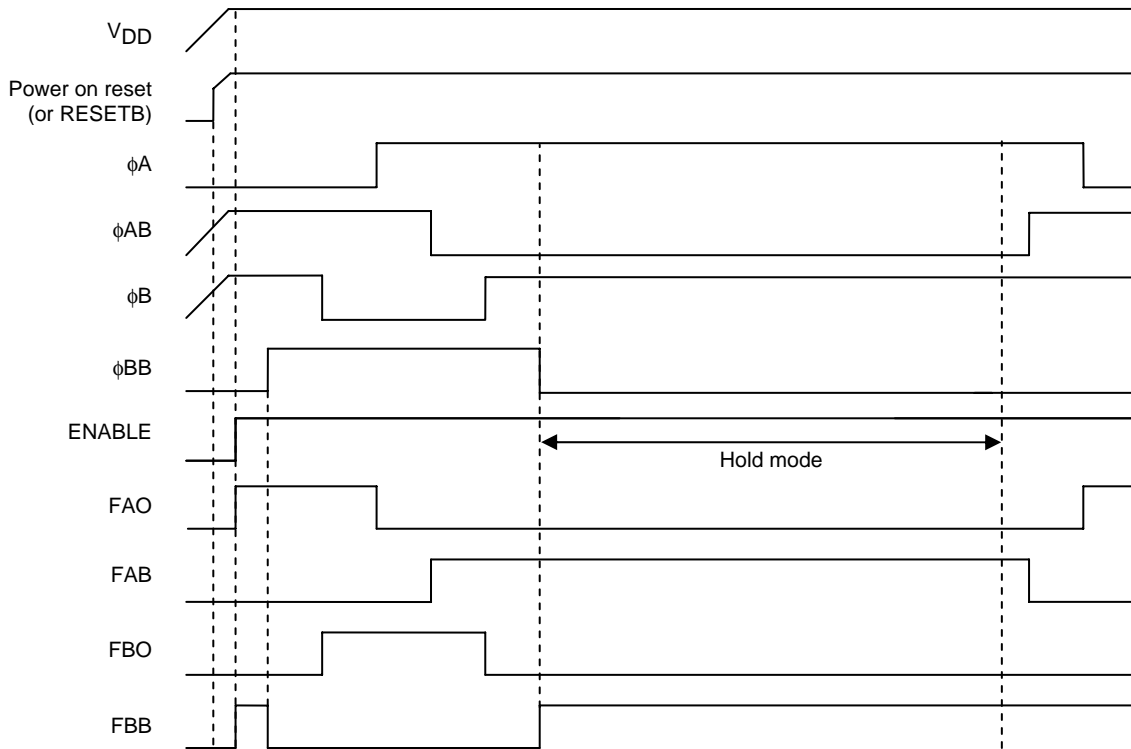 VDD
Power on reset
(or RESETB)
ϕA
ϕAB
ϕB
ϕBB
ENABLE
Hold mode
FAO
FAB
FBO
FBB